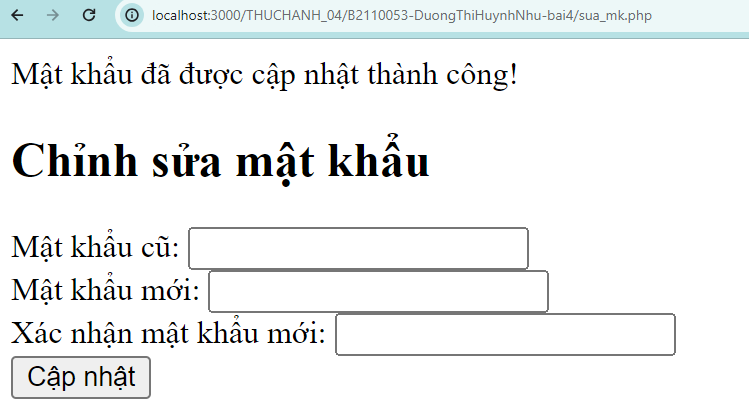 localhost:3000/THUCHANH_04/B2110053-DuongThiHuynhNhu-bai4/sua_mk.php
Mật khẩu đã được cập nhật thành công!
Chỉnh sửa mật khẩu
Mật khẩu cũ:
Mật khẩu mới:
Xác nhận mật khẩu mới:
Cập nhật